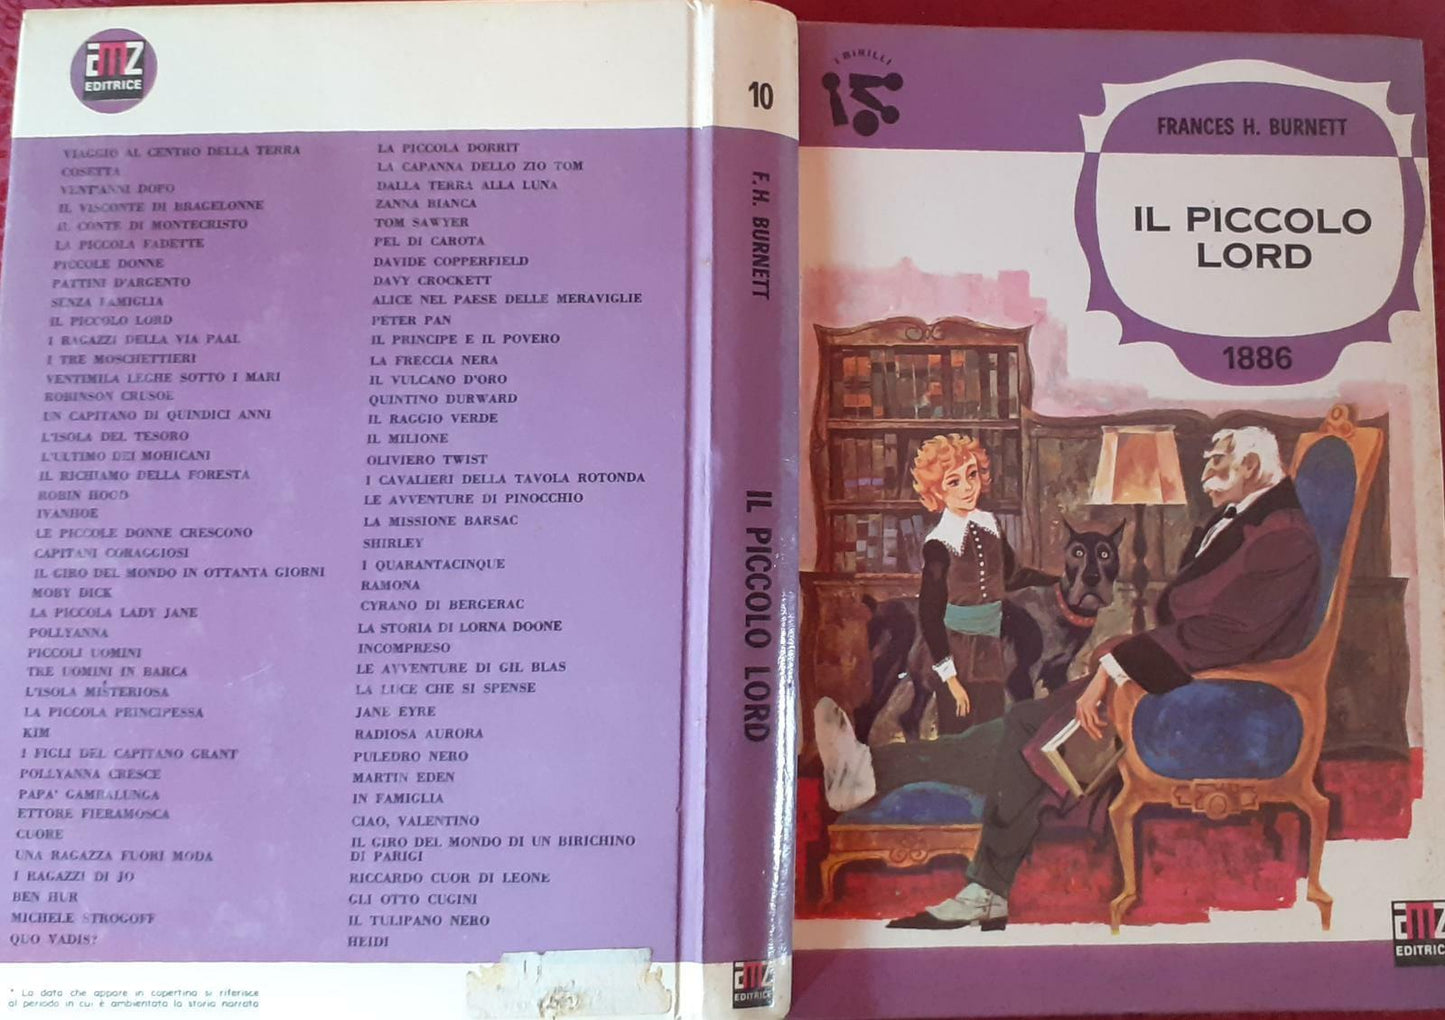 AMZ
EDITRICE
VIAGGIO AL CENTRO DELLA TERRA
COSETTA
VENT'ANNI DOPO
IL VISCONTE DI BRAGELONNE
IL CONTE DI MONTECRISTO
LA PICCOLA FADETTE
PICCOLE DONNE
PATTINI D'ARGENTO
SENZA FAMIGLIA
IL PICCOLO LORD
I RAGAZZI DELLA VIA PAAL
I TRE MOSCHETTIERI
VENTIMILA LEGHE SOTTO I MARI
ROBINSON CRUSOE
UN CAPITANO DI QUINDICI ANNI
L'ISOLA DEL TESORO
L'ULTIMO DEI MOHICANI
IL RICHIAMO DELLA FORESTA
ROBIN HOOD
IVANHOE
LE PICCOLE DONNE CRESCONO
CAPITANI CORAGGIOSI
IL GIRO DEL MONDO IN OTTANTA GIORNI
MOBY DICK
LA PICCOLA LADY JANE
POLLYANNA
PICCOLI UOMINI
TRE UOMINI IN BARCA
L'ISOLA MISTERIOSA
LA PICCOLA PRINCIPESSA
KIM
I FIGLI DEL CAPITANO GRANT
POLLYANNA CRESCE
PAPA' GAMBALUNGA
ETTORE FIERAMOSCA
CUORE
UNA RAGAZZA FUORI MODA
I RAGAZZI DI JO
BEN HUR
MICHELE STROGOFF
QUO VADIS?
LA PICCOLA DORRIT
LA CAPANNA DELLO ZIO TOM
DALLA TERRA ALLA LUNA
ZANNA BIANCA
TOM SAWYER
PEL DI CAROTA
DAVIDE COPPERFIELD
DAVY CROCKETT
ALICE NEL PAESE DELLE MERAVIGLIE
PETER PAN
IL PRINCIPE E IL POVERO
LA FRECCIA NERA
IL VULCANO D'ORO
QUINTINO DURWARD
IL RAGGIO VERDE
IL MILIONE
OLIVIERO TWIST
I CAVALIERI DELLA TAVOLA ROTONDA
LE AVVENTURE DI PINOCCHIO
LA MISSIONE BARSAC
SHIRLEY
I QUARANTACINQUE
RAMONA
CYRANO DI BERGERAC
LA STORIA DI LORNA DOONE
INCOMPRESO
LE AVVENTURE DI GIL BLAS
LA LUCE CHE SI SPENSE
JANE EYRE
RADIOSA AURORA
PULEDRO NERO
MARTIN EDEN
IN FAMIGLIA
CIAO, VALENTINO
IL GIRO DEL MONDO DI UN BIRICHINO
DI PARIGI
RICCARDO CUOR DI LEONE
GLI OTTO CUGINI
IL TULIPANO NERO
HEIDI
* La data che appare in copertina si riferisce
al periodo in cui è ambientata la storia narrata
10
F. H. BURNETT
IL PICCOLO LORD
AMZ
EDITRICE
I BIRILLI
FRANCES H. BURNETT
IL PICCOLO
LORD
1886
AMZ
EDITRICE